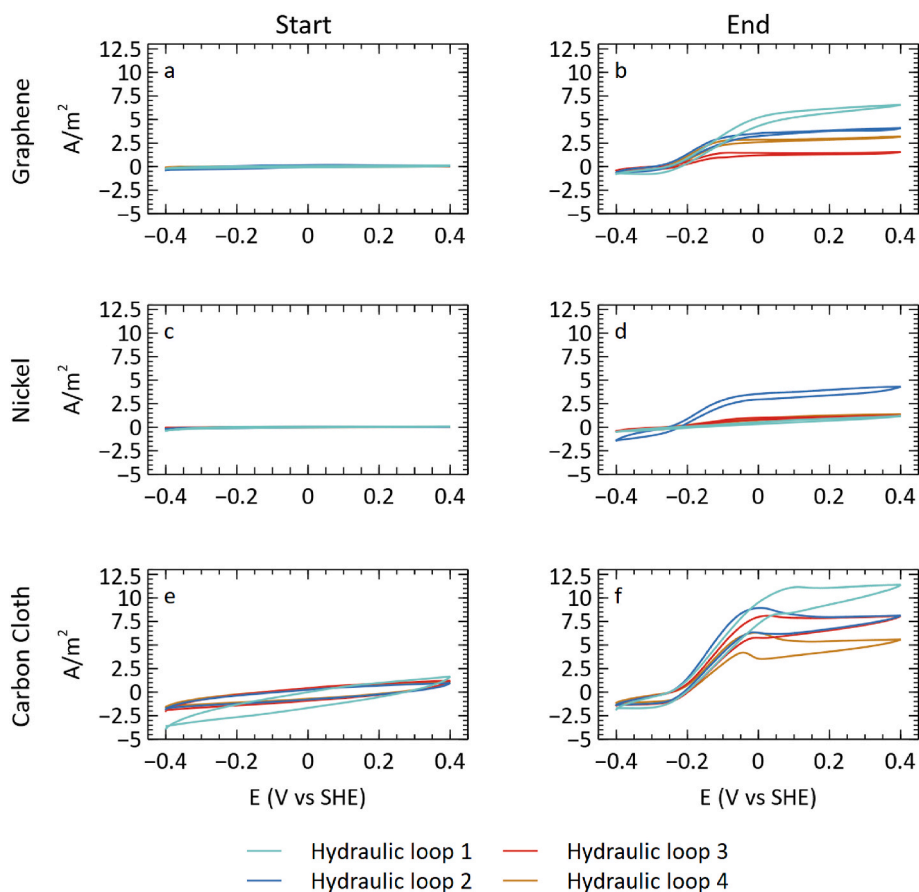 Start
End
Graphene
A/m²
12.5
10
7.5
5
2.5
0
−2.5
−5
a
−0.4 −0.2 0 0.2 0.4
12.5
10
7.5
5
2.5
0
−2.5
−5
b
−0.4 −0.2 0 0.2 0.4
Nickel
A/m²
12.5
10
7.5
5
2.5
0
−2.5
−5
c
−0.4 −0.2 0 0.2 0.4
12.5
10
7.5
5
2.5
0
−2.5
−5
d
−0.4 −0.2 0 0.2 0.4
Carbon Cloth
A/m²
12.5
10
7.5
5
2.5
0
−2.5
−5
e
−0.4 −0.2 0 0.2 0.4
E (V vs SHE)
12.5
10
7.5
5
2.5
0
−2.5
−5
f
−0.4 −0.2 0 0.2 0.4
E (V vs SHE)
Hydraulic loop 1
Hydraulic loop 3
Hydraulic loop 2
Hydraulic loop 4